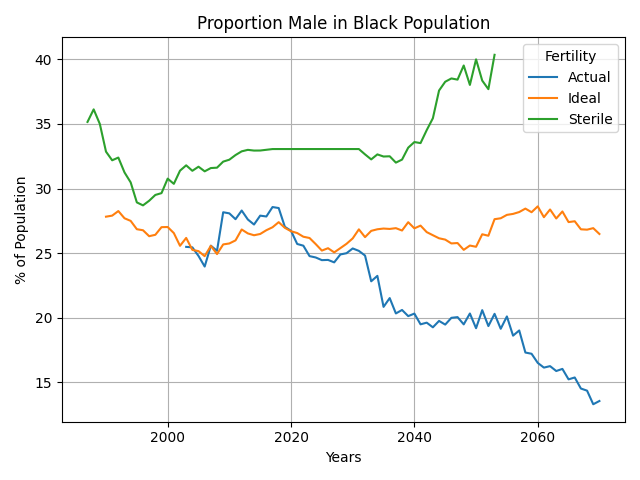 Proportion Male in Black Population
% of Population
40
35
30
25
20
15
2000
2020
2040
2060
Years
Fertility
Actual
Ideal
Sterile